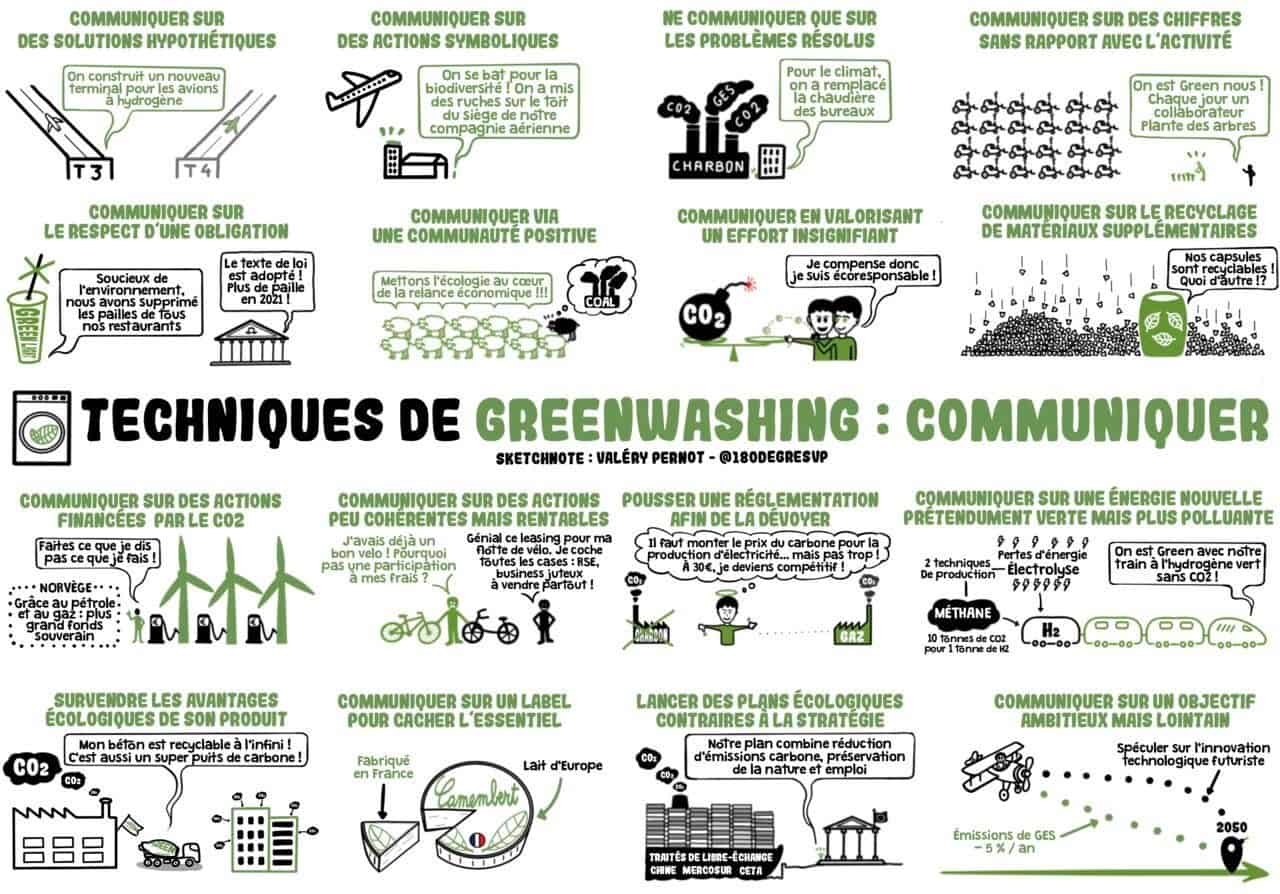 COMMUNIQUER SUR
DES SOLUTIONS HYPOTHÉTIQUES
On construit un nouveau
terminal pour les avions
à hydrogène
T3
T4
COMMUNIQUER SUR
DES ACTIONS SYMBOLIQUES
On se bat pour la
biodiversité ! On a mis
des ruches sur le toit
du siège de notre
compagnie aérienne
NE COMMUNIQUER QUE SUR
LES PROBLÈMES RÉSOLUS
CO2
GES
CO2
CHARBON
Pour le climat,
on a remplacé
la chaudière
des bureaux
COMMUNIQUER SUR DES CHIFFRES
SANS RAPPORT AVEC L'ACTIVITÉ
On est Green nous !
Chaque jour un
collaborateur
Plante des arbres
COMMUNIQUER SUR
LE RESPECT D'UNE OBLIGATION
Soucieux de
l'environnement,
nous avons supprimé
les pailles de tous
nos restaurants
Le texte de loi
est adopté !
Plus de paille
en 2021 !
COMMUNIQUER VIA
UNE COMMUNAUTÉ POSITIVE
Mettons l'écologie au cœur
de la relance économique !!!
COAL
COMMUNIQUER EN VALORISANT
UN EFFORT INSIGNIFIANT
Je compense donc
je suis écoresponsable !
CO2
COMMUNIQUER SUR LE RECYCLAGE
DE MATÉRIAUX SUPPLÉMENTAIRES
Nos capsules
sont recyclables !
Quoi d'autre !?
TECHNIQUES DE GREENWASHING : COMMUNIQUER
SKETCHNOTE : VALÉRY PERNOT - @180DEGRESVP
COMMUNIQUER SUR DES ACTIONS
FINANCÉES PAR LE CO2
Faites ce que je dis
pas ce que je fais !
NORVÈGE
Grâce au pétrole
et au gaz : plus
grand fonds
souverain
COMMUNIQUER SUR DES ACTIONS
PEU COHÉRENTES MAIS RENTABLES
J'avais déjà un
bon velo ! Pourquoi
pas une participation
à mes frais ?
Génial ce leasing pour ma
flotte de vélo. Je coche
toutes les cases : RSE,
business juteux
à vendre partout !
POUSSER UNE RÉGLEMENTATION
AFIN DE LA DÉVOYER
Il faut monter le prix du carbone pour la
production d'électricité... mais pas trop !
À 30€, je deviens compétitif !
CO2
CHARBON
CO2
GAZ
COMMUNIQUER SUR UNE ÉNERGIE NOUVELLE
PRÉTENDUMENT VERTE MAIS PLUS POLLUANTE
2 techniques
De production
Pertes d'énergie
Électrolyse
MÉTHANE
10 tonnes de CO2
pour 1 tonne de H2
H2
On est Green avec notre
train à l'hydrogène vert
sans CO2 !
SURVENDRE LES AVANTAGES
ÉCOLOGIQUES DE SON PRODUIT
Mon béton est recyclable à l'infini !
C'est aussi un super puits de carbone !
CO2
CO2
GREEN
COMMUNIQUER SUR UN LABEL
POUR CACHER L'ESSENTIEL
Fabriqué
en France
Lait d'Europe
Camembert
LANCER DES PLANS ÉCOLOGIQUES
CONTRAIRES À LA STRATÉGIE
Notre plan combine réduction
d'émissions carbone, préservation
de la nature et emploi
CO2
CO2
TRAITÉS DE LIBRE-ÉCHANGE
CHINE MERCOSUR CETA
COMMUNIQUER SUR UN OBJECTIF
AMBITIEUX MAIS LOINTAIN
Spéculer sur l'innovation
technologique futuriste
Émissions de GES
- 5 % / an
2050